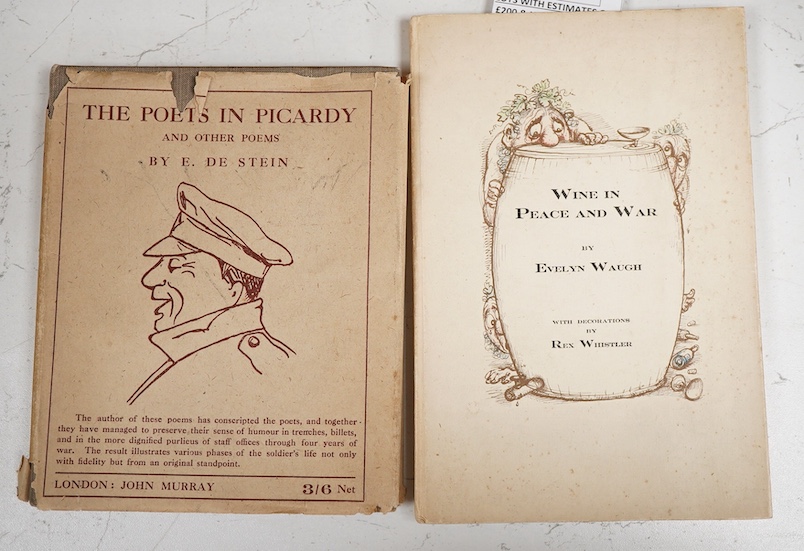 THE POETS IN PICARDY
AND OTHER POEMS
BY E. DE STEIN
The author of these poems has conscripted the poets, and together
they have managed to preserve their sense of humour in trenches, billets,
and in the more dignified purlieus of staff offices through four years of
war. The result illustrates various phases of the soldier's life not only
with fidelity but from an original standpoint.
LONDON: JOHN MURRAY 3/6 Net
WITH ESTIMATES
£200
WINE IN
PEACE AND WAR
BY
EVELYN WAUGH
WITH DECORATIONS
BY
REX WHISTLER